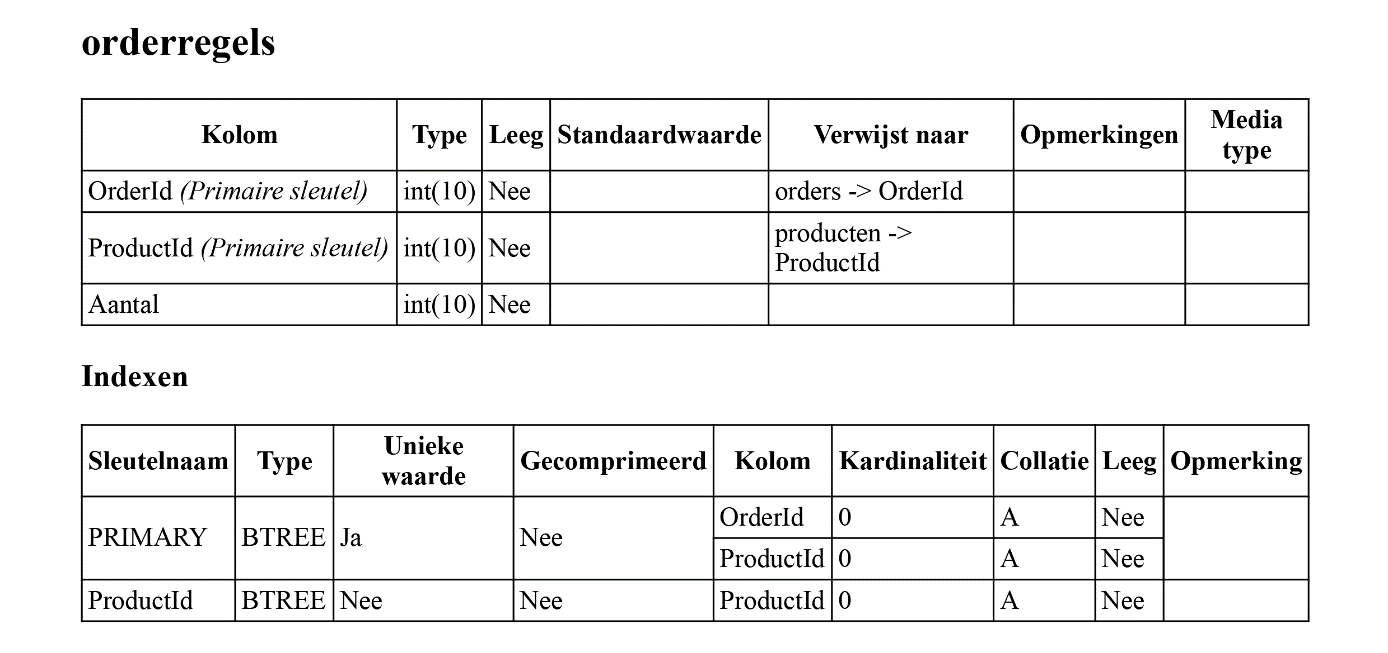 orderregels
Kolom Type Leeg Standaardwaarde Verwijst naar Opmerkingen Media type
OrderId (Primaire sleutel) int(10) Nee orders -> OrderId
ProductId (Primaire sleutel) int(10) Nee producten -> ProductId
Aantal int(10) Nee
Indexen
Sleutelnaam Type Unieke waarde Gecomprimeerd Kolom Kardinaliteit Collatie Leeg Opmerking
PRIMARY BTREE Ja Nee OrderId 0 A Nee
ProductId 0 A Nee
ProductId BTREE Nee Nee ProductId 0 A Nee